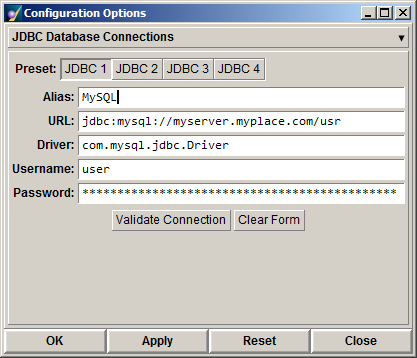 Configuration Options
JDBC Database Connections
Preset: JDBC 1 JDBC 2 JDBC 3 JDBC 4
Alias: MySQL
URL: jdbc:mysql://myserver.myplace.com/usr
Driver: com.mysql.jdbc.Driver
Username: user
Password: *********************************************
Validate Connection Clear Form
OK Apply Reset Close